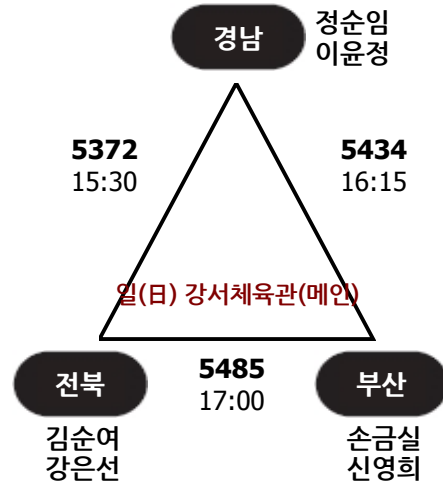 경남
정순임
이윤정
5372
15:30
5434
16:15
일(日) 강서체육관(메인)
전북
5485
17:00
부산
김순여
강은선
손금실
신영희